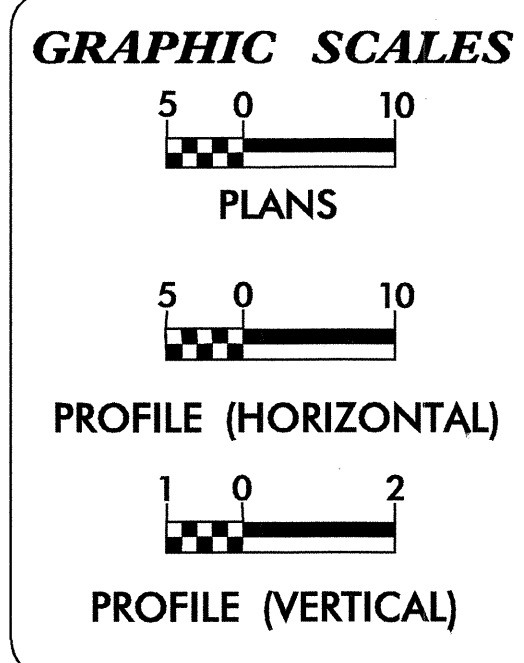 GRAPHIC SCALES
5 0 10
PLANS
5 0 10
PROFILE (HORIZONTAL)
1 0 2
PROFILE (VERTICAL)